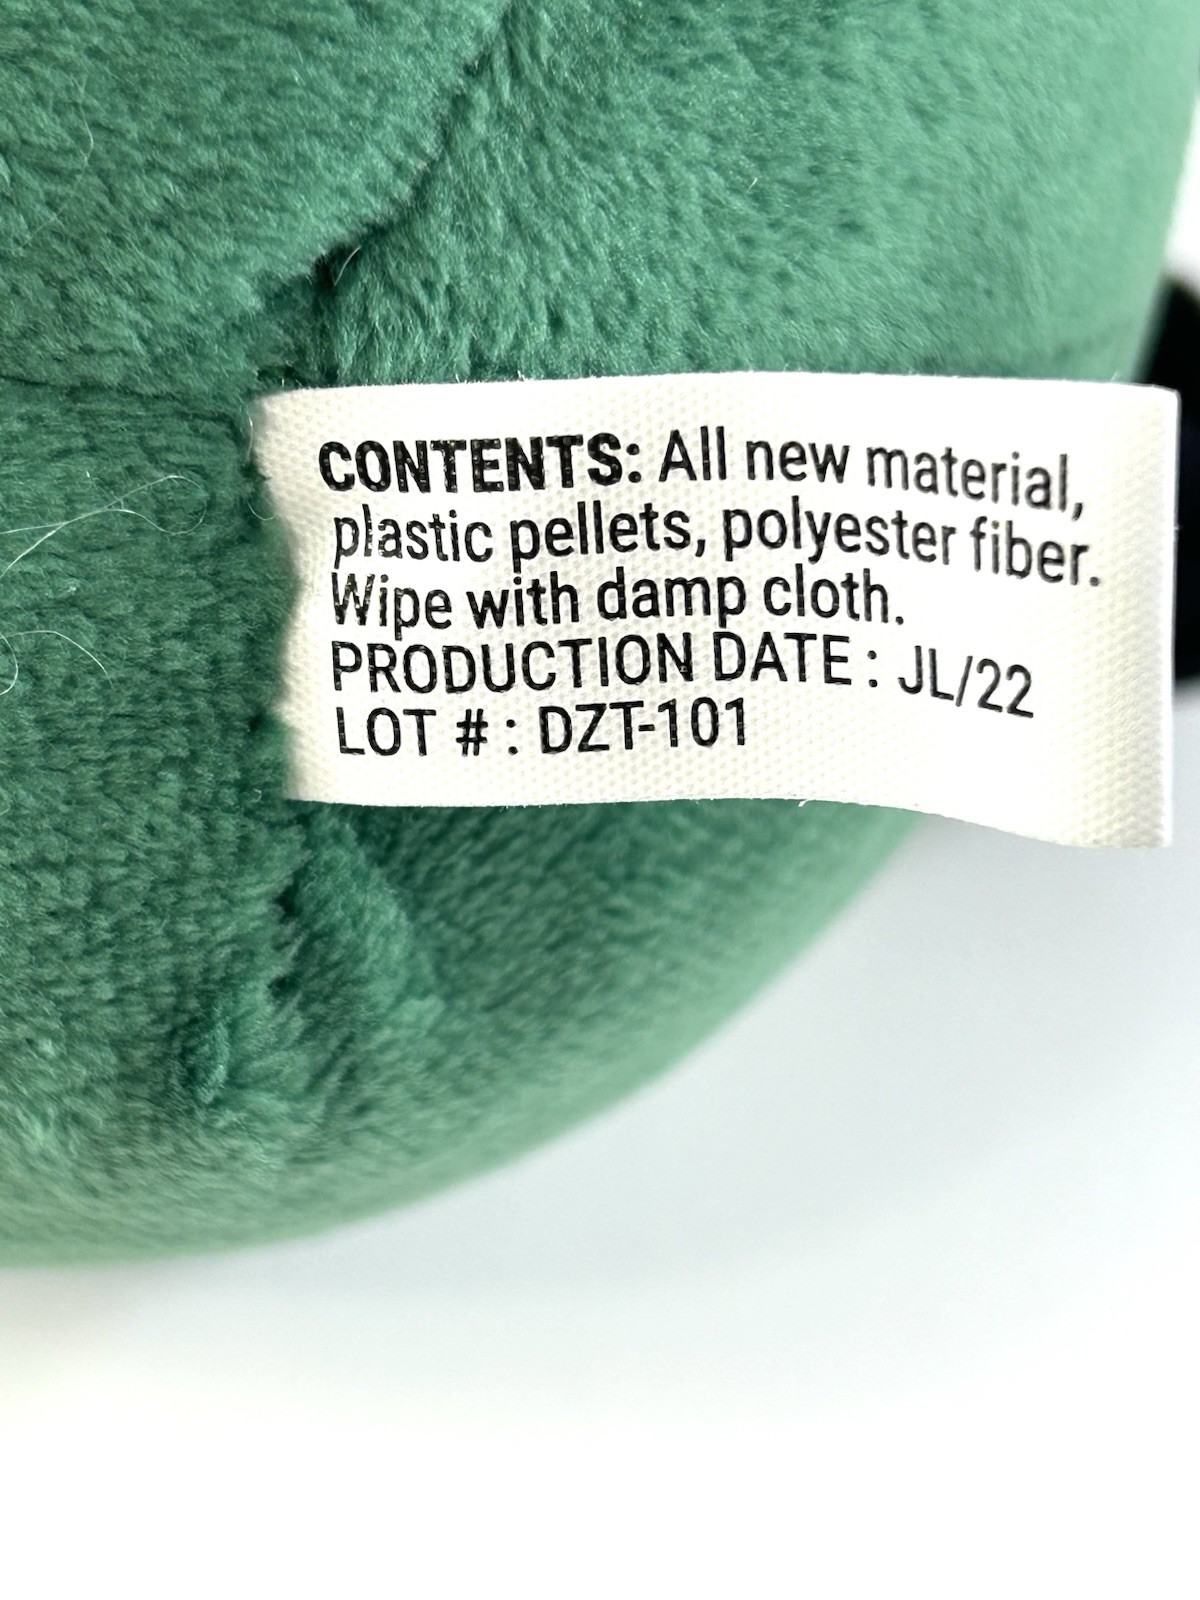 CONTENTS: All new material,
plastic pellets, polyester fiber.
Wipe with damp cloth.
PRODUCTION DATE : JL/22
LOT # : DZT-101